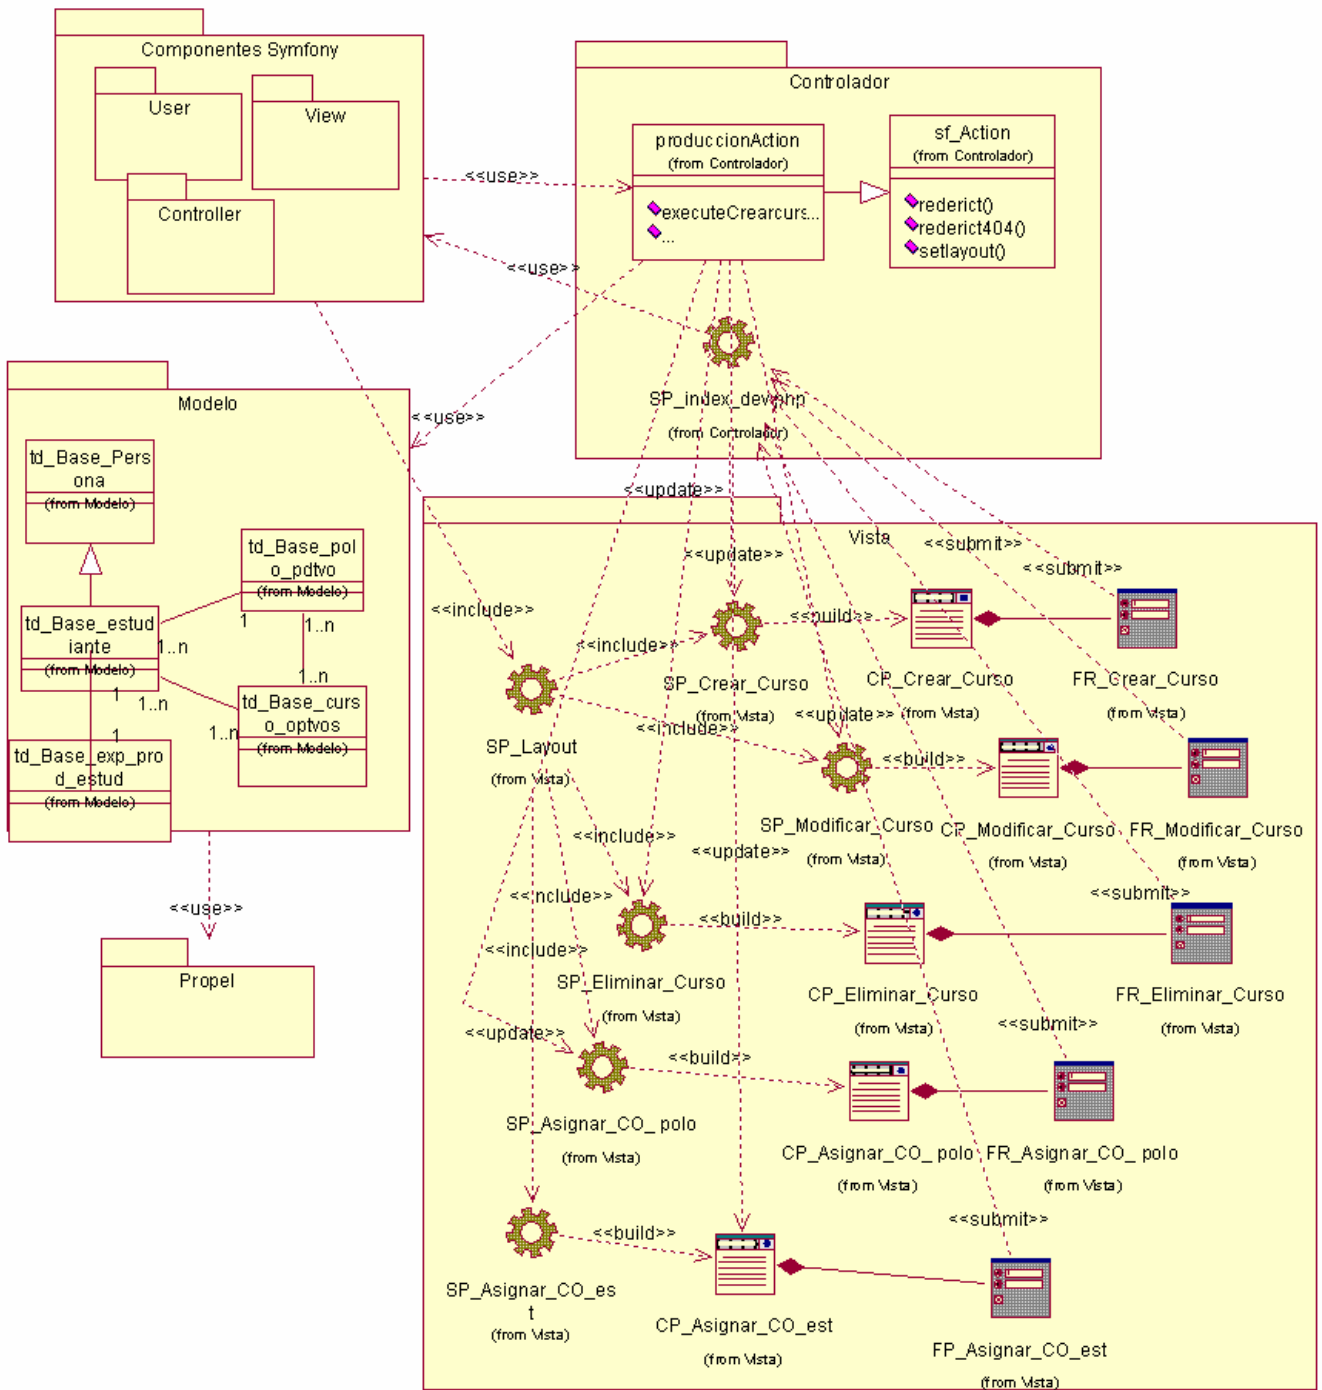 Componentes Symfony
User
View
Controller
Controlador
produccionAction
(from Controlador)
executeCrearcurs...
...
sf_Action
(from Controlador)
rederict()
rederict404()
setlayout()
<<use>>
<<use>>
<<use>>
(from Controlador)
Modelo
td_Base_Pers
ona
(from Modelo)
td_Base_pol
o_pdtvo
(from Modelo)
td_Base_estud
iante
(from Modelo)
td_Base_curs
o_optvos
(from Modelo)
td_Base_exp_pro
d_estud
(from Modelo)
1
1..n
1..n
1..n
1..n
1..n
1
1
<<use>>
Propel
Vista
<<update>>
<<update>>
<<submit>>
<<submit>>
<<include>>
<<include>>
<<build>>
SP_Crear_Curso
(from Vista)
CP_Crear_Curso
(from Vista)
FR_Crear_Curso
(from Vista)
SP_Layout
(from Vista)
<<include>>
<<update>>
<<build>>
SP_Modificar_Curso
(from Vista)
CP_Modificar_Curso
(from Vista)
FR_Modificar_Curso
(from Vista)
<<include>>
<<update>>
<<include>>
<<build>>
<<submit>>
SP_Eliminar_Curso
(from Vista)
CP_Eliminar_Curso
(from Vista)
FR_Eliminar_Curso
(from Vista)
<<include>>
<<update>>
<<build>>
<<submit>>
SP_Asignar_CO_ polo
(from Vista)
CP_Asignar_CO_ polo
(from Vista)
FR_Asignar_CO_ polo
(from Vista)
<<build>>
<<submit>>
SP_Asignar_CO_es
t
(from Vista)
CP_Asignar_CO_est
(from Vista)
FP_Asignar_CO_est
(from Vista)